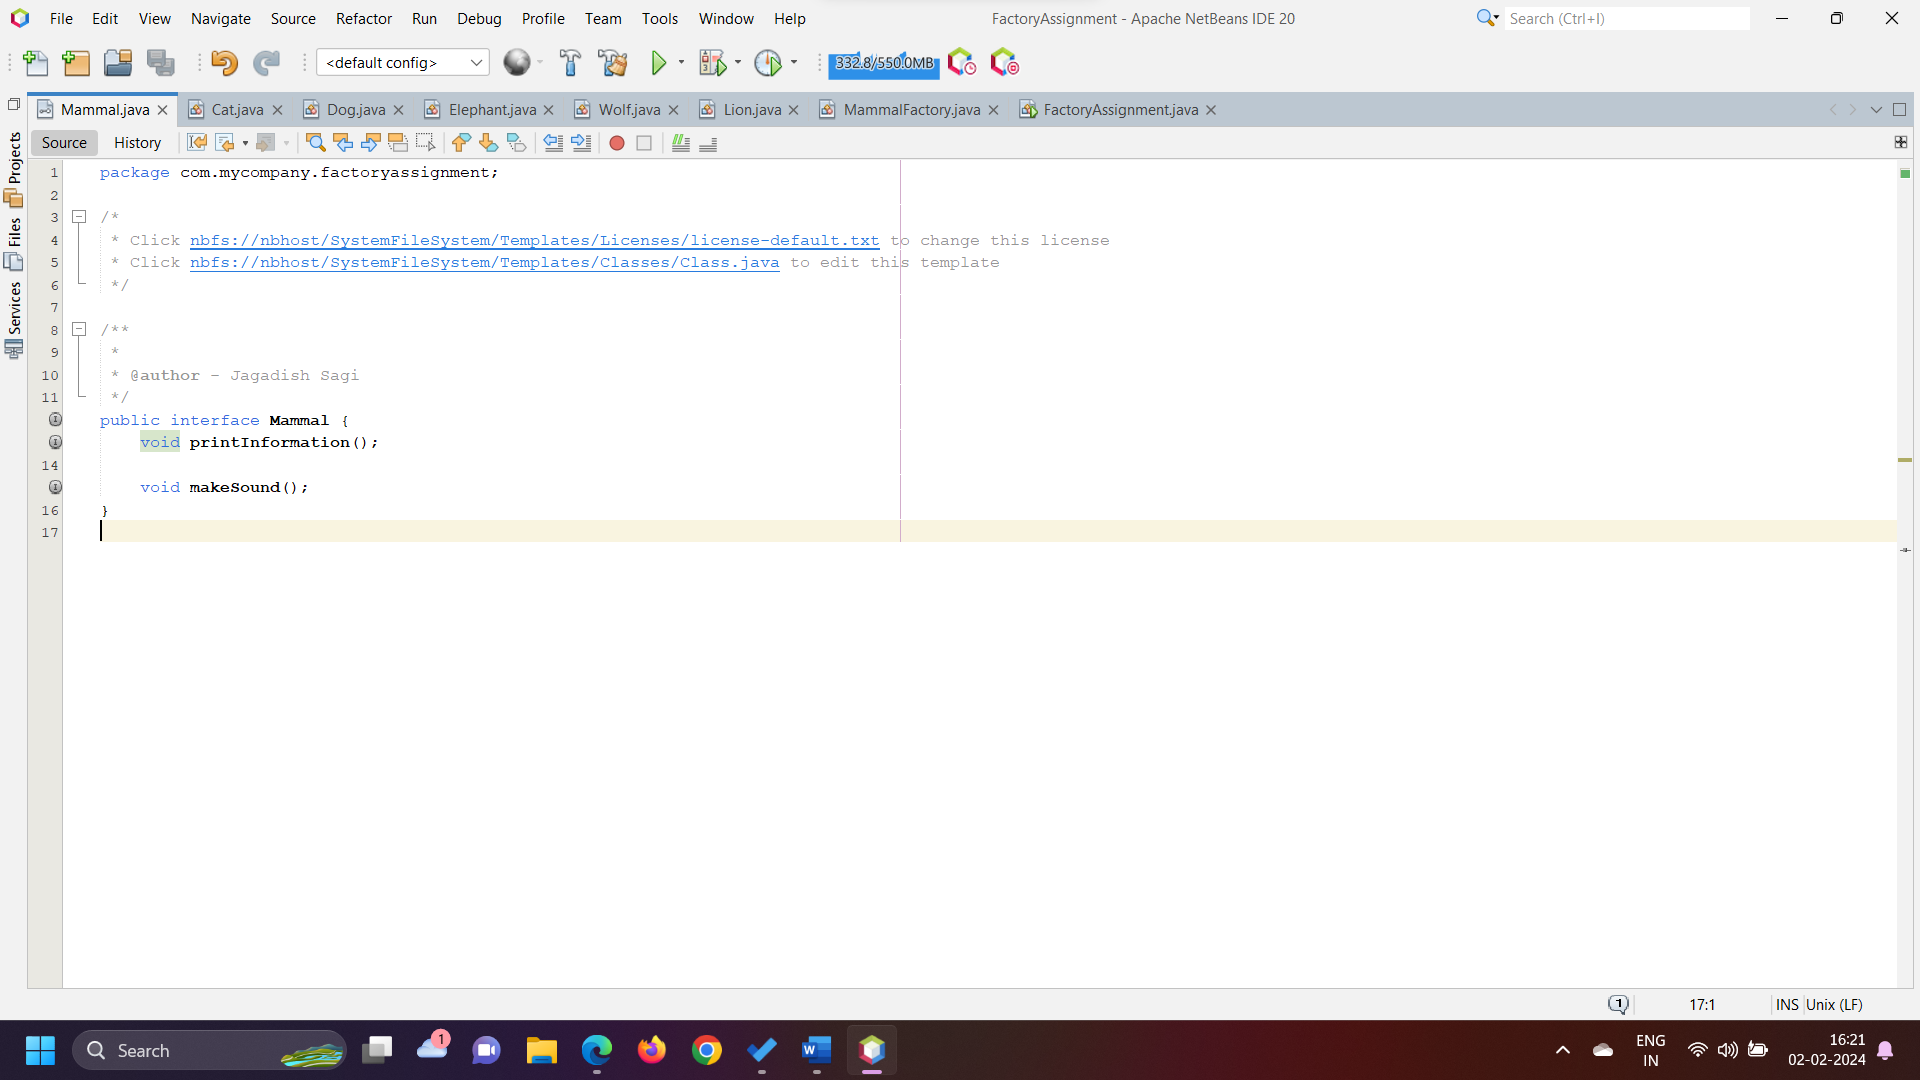 File Edit View Navigate Source Refactor Run Debug Profile Team Tools Window Help FactoryAssignment - Apache NetBeans IDE 20 Search (Ctrl+I)
<default config> 332.8/550.0MB
Mammal.java Cat.java Dog.java Elephant.java Wolf.java Lion.java MammalFactory.java FactoryAssignment.java
Source History
Projects
Files
Services
1 package com.mycompany.factoryassignment;
2
3 /*
4 * Click nbfs://nbhost/SystemFileSystem/Templates/Licenses/license-default.txt to change this license
5 * Click nbfs://nbhost/SystemFileSystem/Templates/Classes/Class.java to edit this template
6 */
7
8 /**
9 *
10 * @author - Jagadish Sagi
11 */
public interface Mammal {
void printInformation();
14
void makeSound();
16 }
17
1 17:1 INS Unix (LF)
Search 1 ENG 16:21
IN 02-02-2024